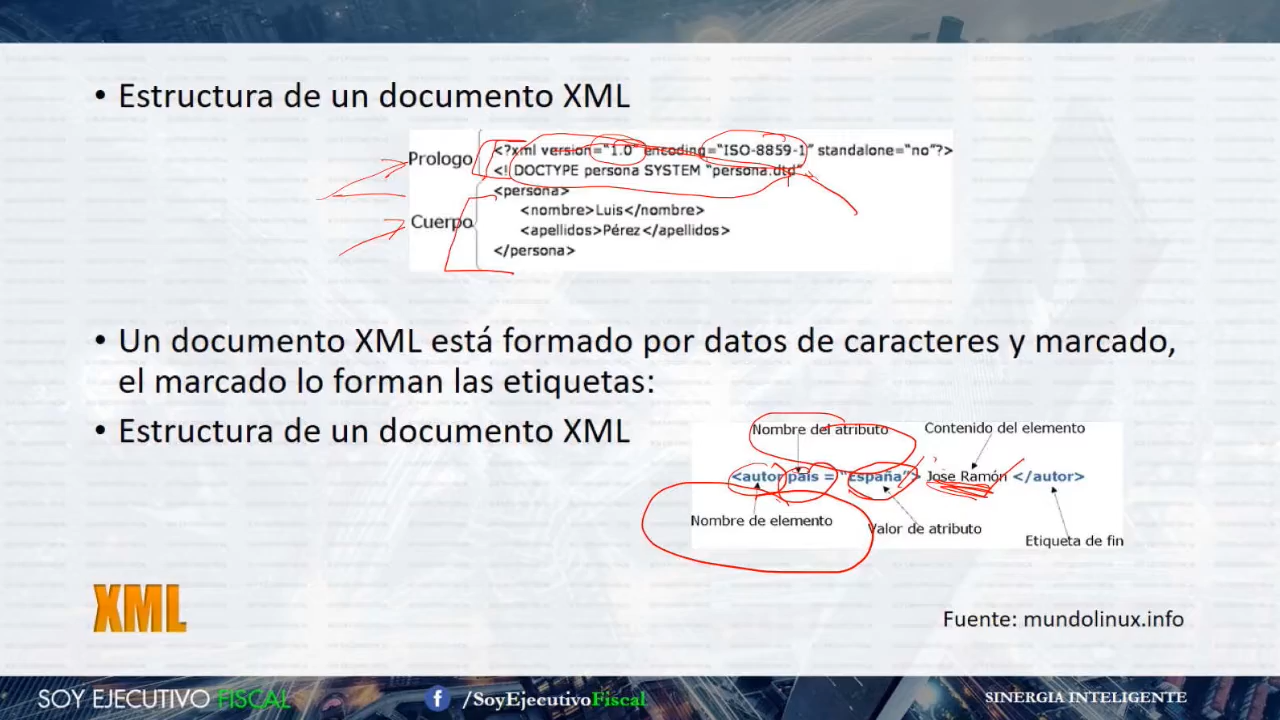 • Estructura de un documento XML
Prologo
<?xml version="1.0" encoding="ISO-8859-1" standalone="no"?>
<! DOCTYPE persona SYSTEM "persona.dtd"
Cuerpo
<persona>
<nombre>Luis</nombre>
<apellidos>Pérez</apellidos>
</persona>
• Un documento XML está formado por datos de caracteres y marcado,
el marcado lo forman las etiquetas:
• Estructura de un documento XML
Nombre del atributo
Contenido del elemento
<autor pais = "España"> Jose Ramón </autor>
Nombre de elemento
Valor de atributo
Etiqueta de fin
XML
Fuente: mundolinux.info
SOY EJECUTIVO FISCAL
f /SoyEjecutivoFiscal
SINERGIA INTELIGENTE